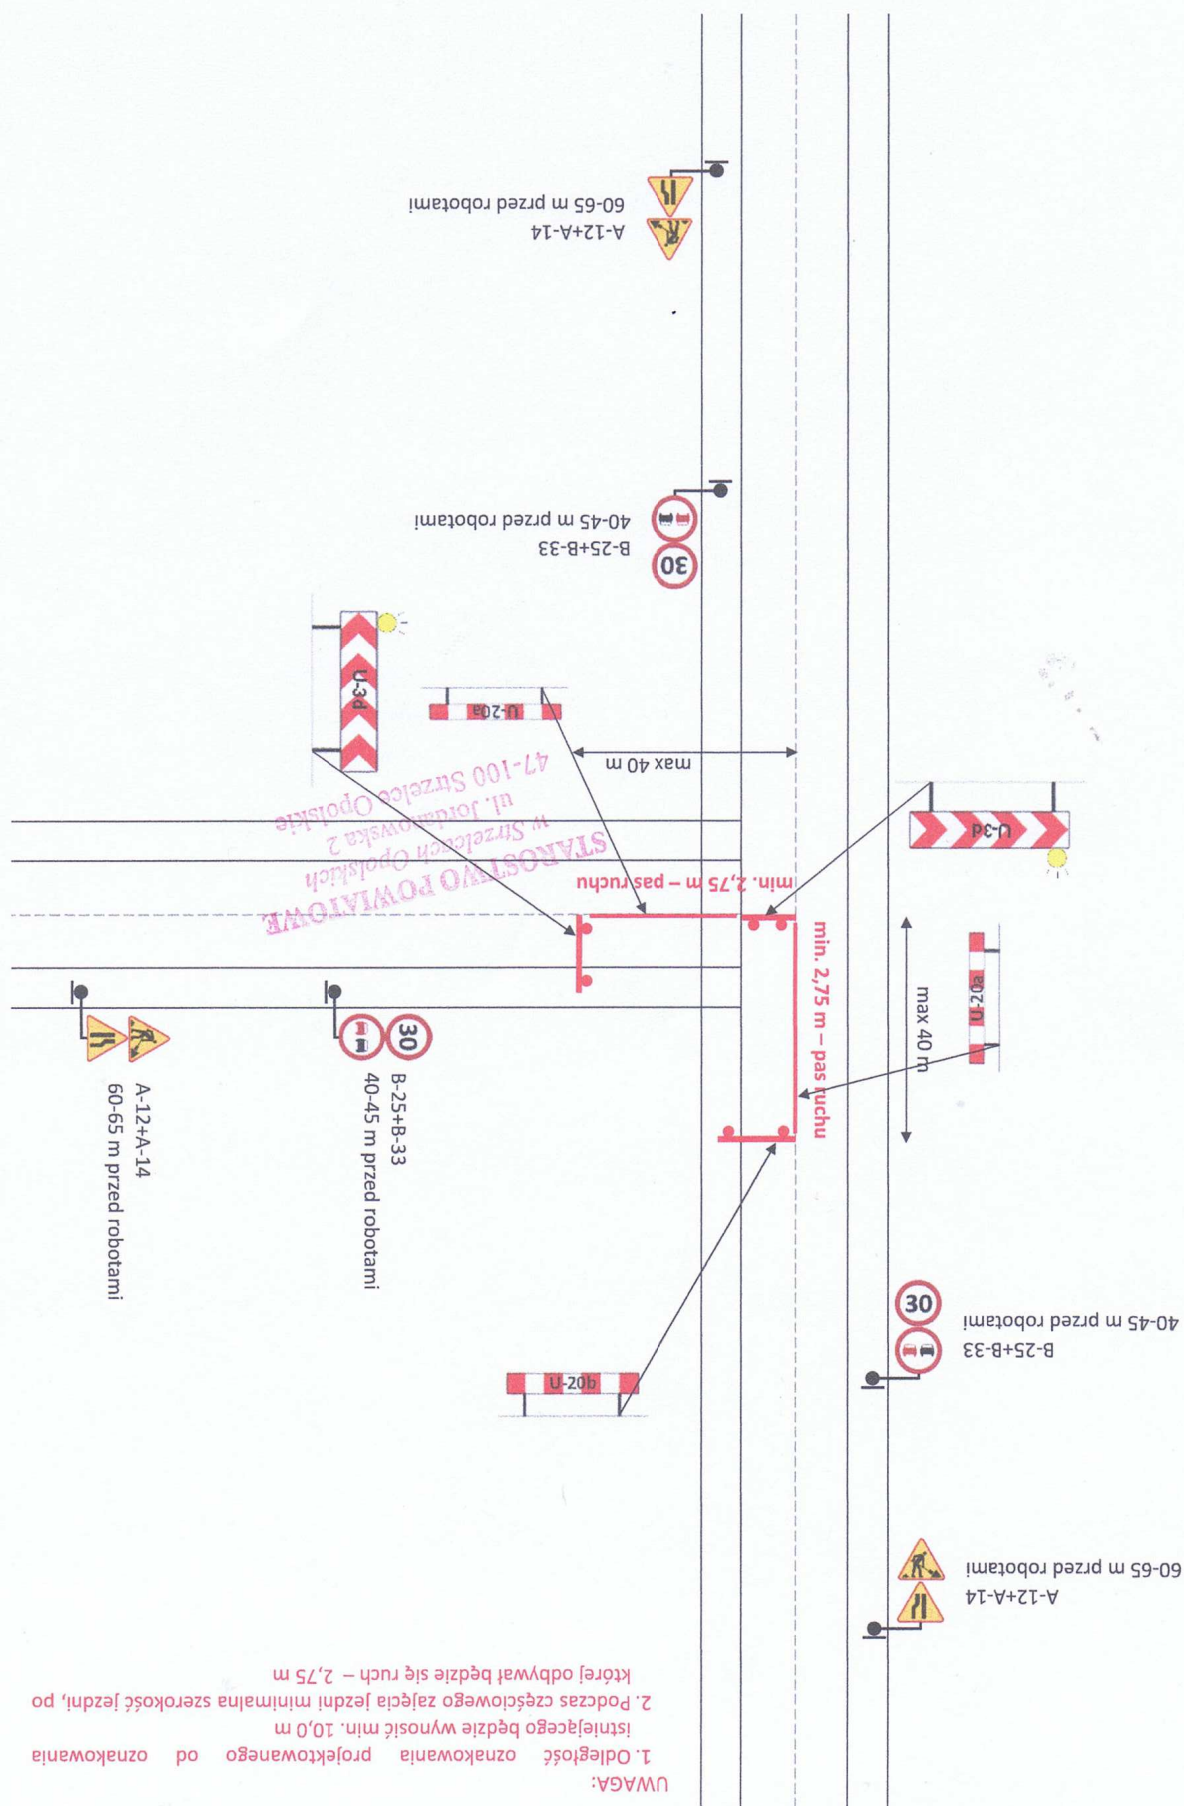 UWAGA:
1. Odległość oznakowania projektowanego od oznakowania
istniejącego będzie wynosić min. 10,0 m
2. Podczas częściowego zajęcia jezdni minimalna szerokość jezdni, po
której odbywał będzie się ruch – 2,75 m
A-12+A-14
60-65 m przed robotami
B-25+B-33
40-45 m przed robotami
30
U-20b
A-12+A-14
60-65 m przed robotami
B-25+B-33
40-45 m przed robotami
30
max 40 m
U-20a
min. 2,75 m – pas ruchu
min. 2,75 m – pas ruchu
U-3d
STAROSTWO POWIATOWE
w Strzelcach Opolskich
ul. Jordanowska 2
47-100 Strzelce Opolskie
max 40 m
U-20a
U-3d
30
B-25+B-33
40-45 m przed robotami
A-12+A-14
60-65 m przed robotami